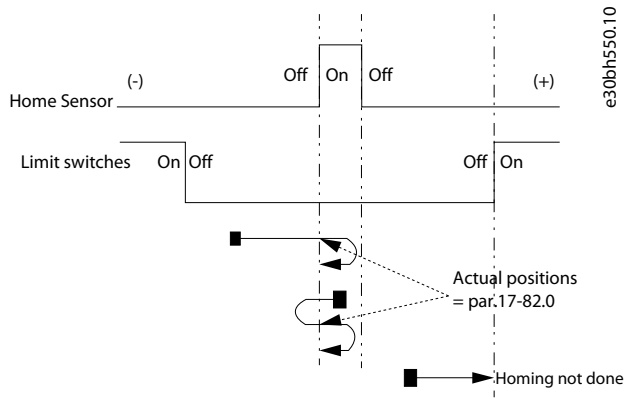 e30bh550.10
(-)
Off On Off
(+)
Home Sensor
Limit switches On Off Off On
Actual positions
= par.17-82.0
Homing not done